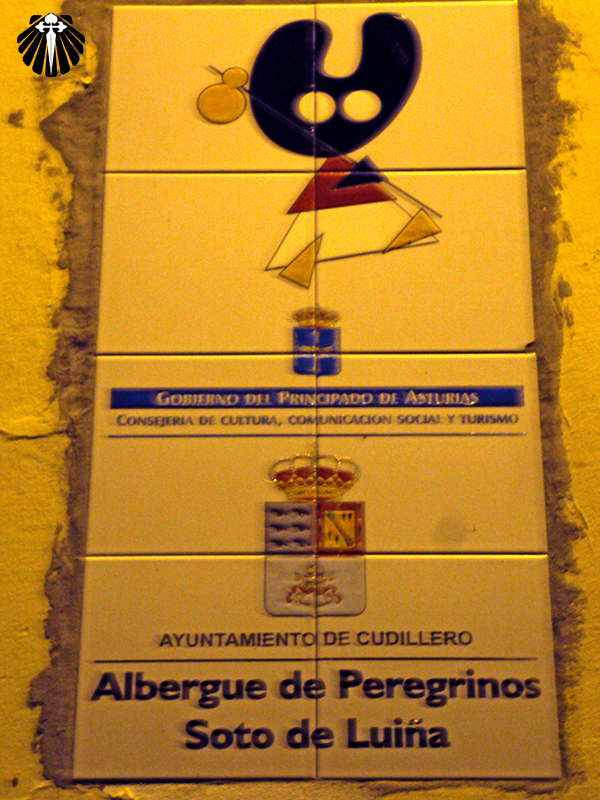 GOBIERNO DEL PRINCIPADO DE ASTURIAS
CONSEJERIA DE CULTURA, COMUNICACION SOCIAL Y TURISMO
AYUNTAMIENTO DE CUDILLERO
Albergue de Peregrinos
Soto de Luiña